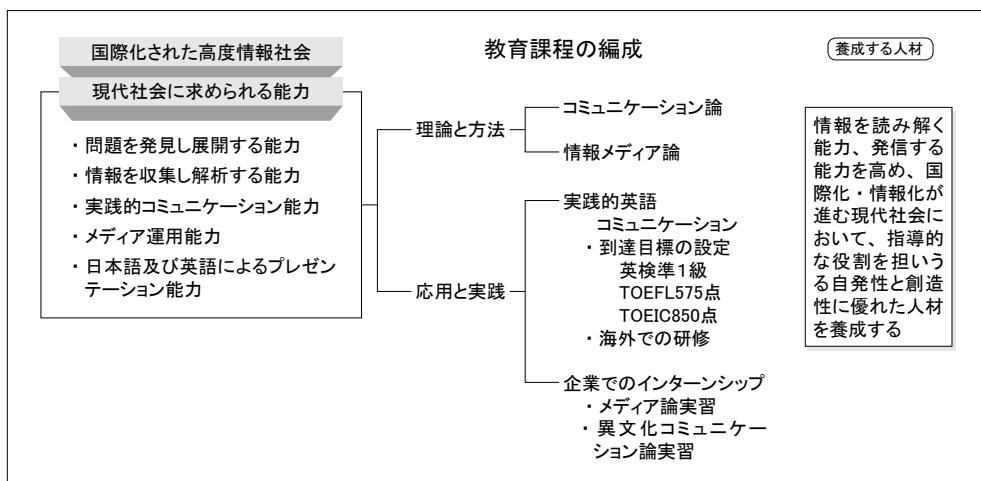 国際化された高度情報社会
現代社会に求められる能力
・問題を発見し展開する能力
・情報を収集し解析する能力
・実践的コミュニケーション能力
・メディア運用能力
・日本語及び英語によるプレゼン
テーション能力
教育課程の編成
理論と方法
コミュニケーション論
情報メディア論
応用と実践
実践的英語
コミュニケーション
・到達目標の設定
英検準1級
TOEFL575点
TOEIC850点
・海外での研修
企業でのインターンシップ
・メディア論実習
・異文化コミュニケー
ション論実習
養成する人材
情報を読み解く
能力、発信する
能力を高め、国
際化・情報化が
進む現代社会に
おいて、指導的
な役割を担いう
る自発性と創造
性に優れた人材
を養成する